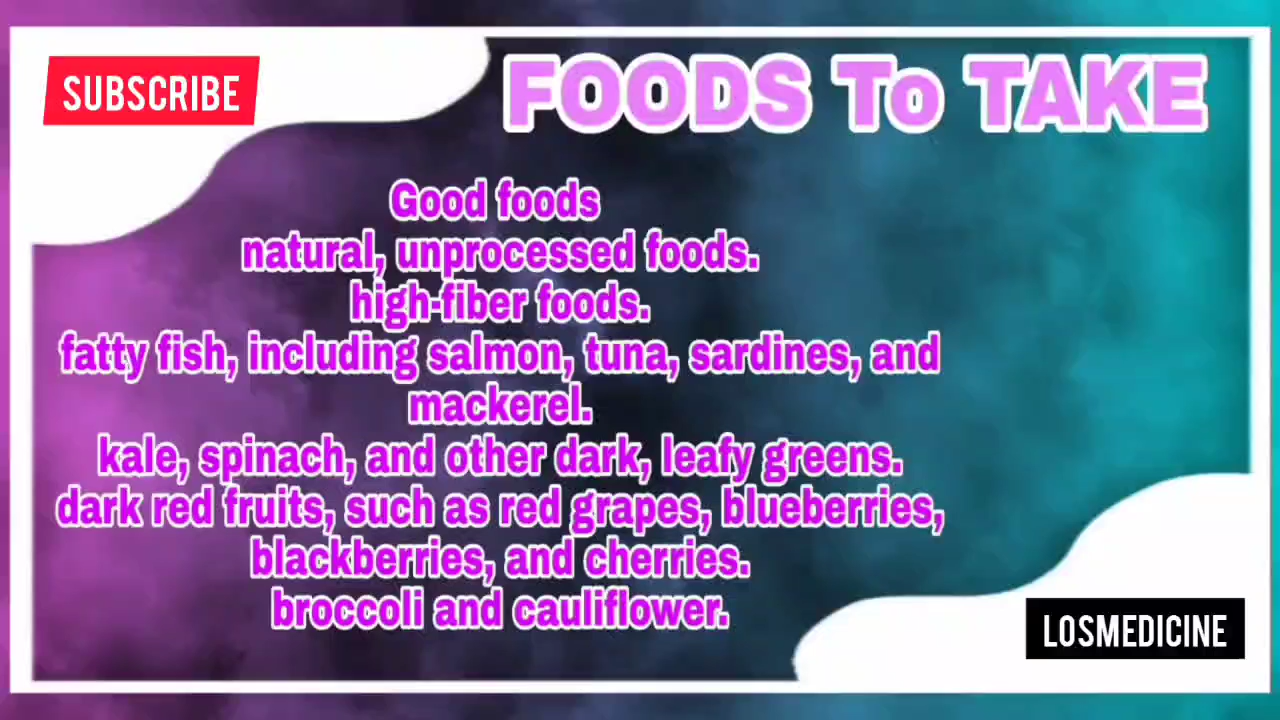 SUBSCRIBE
FOODS To TAKE
Good foods
natural, unprocessed foods.
high-fiber foods.
fatty fish, including salmon, tuna, sardines, and
mackerel.
kale, spinach, and other dark, leafy greens.
dark red fruits, such as red grapes, blueberries,
blackberries, and cherries.
broccoli and cauliflower.
LOSMEDICINE